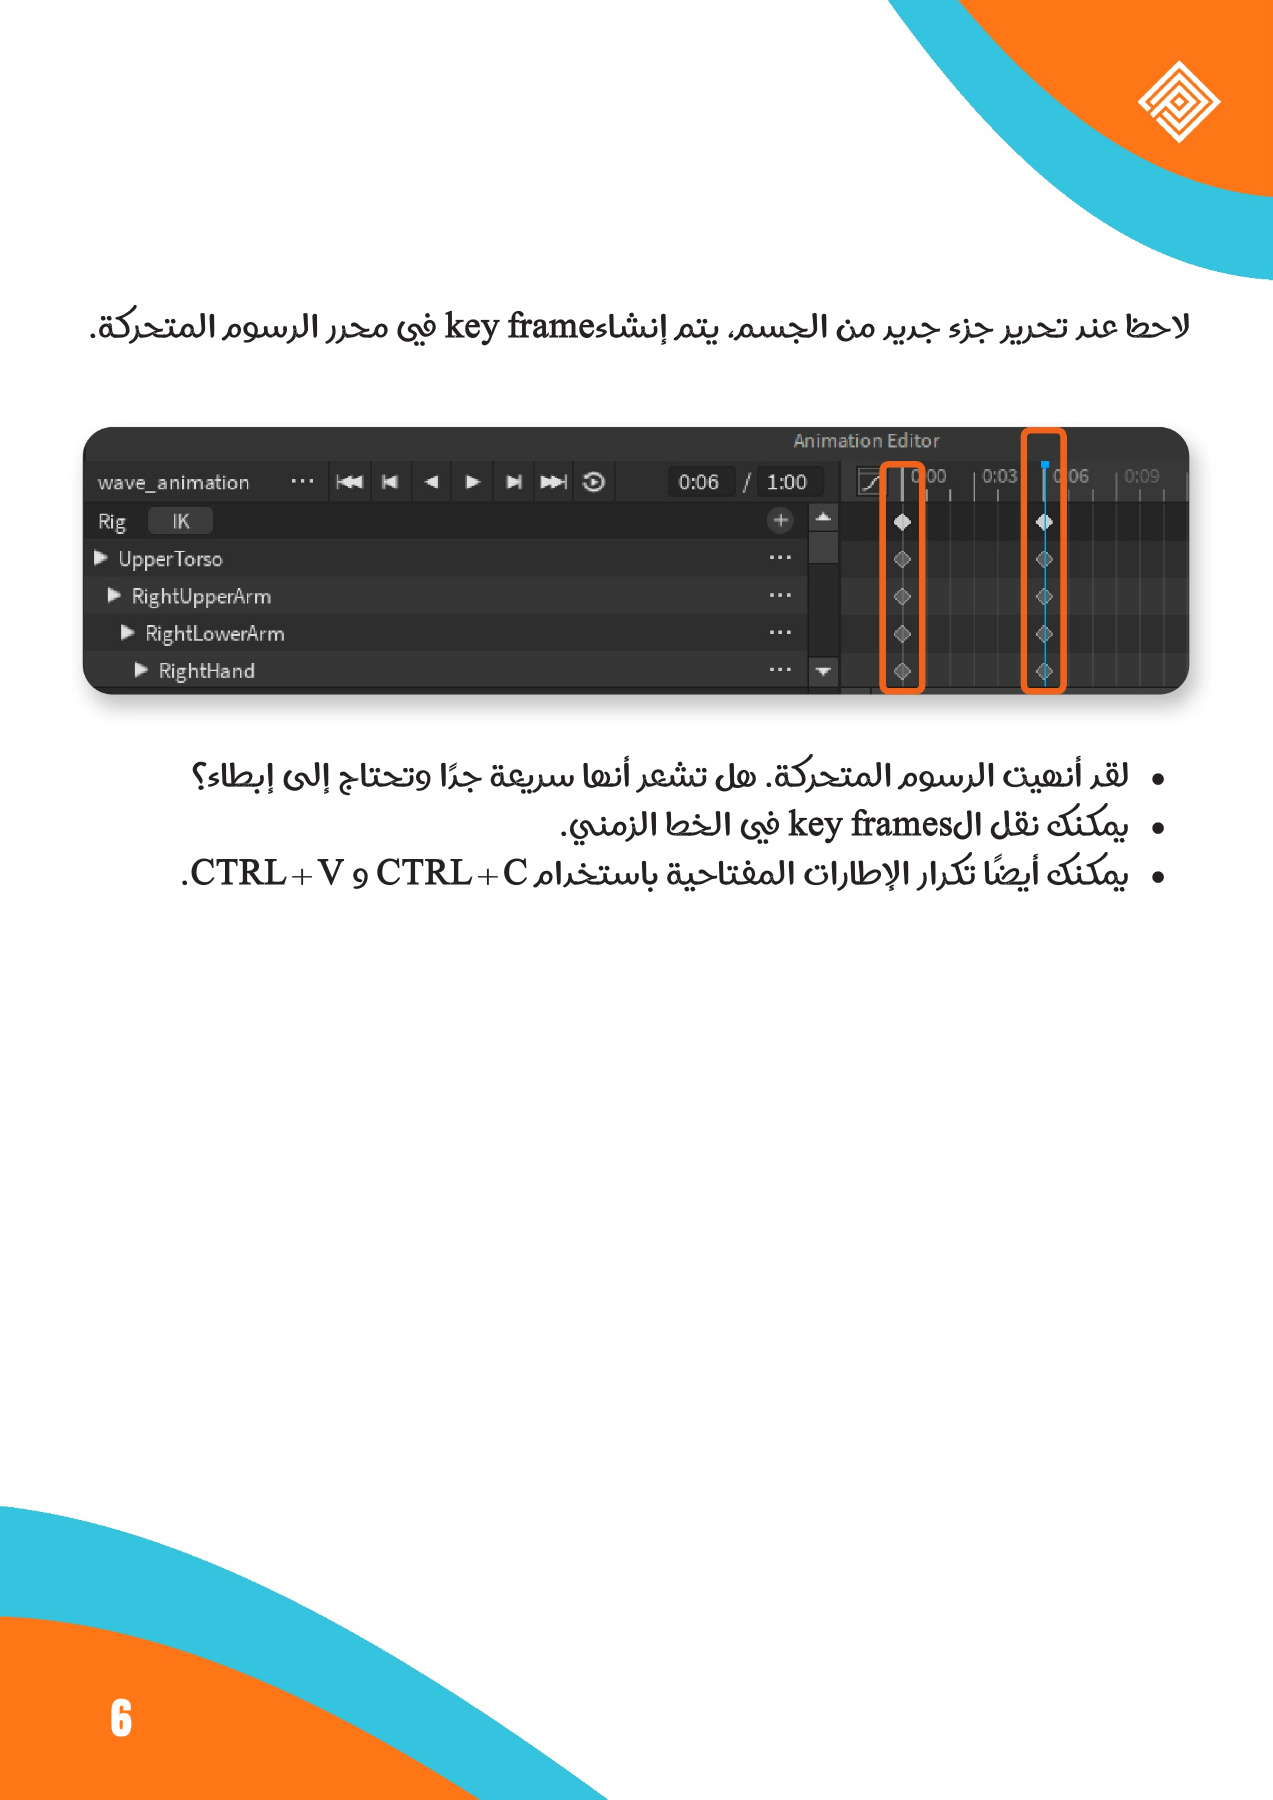 لاحظ عند تحرير جزء جديد من الجسم، يتم إنشاءkey frame في محرر الرسوم المتحركة.
Animation Editor
wave_animation ··· 0:06 / 1:00 0:00 0:03 0:06 0:09
Rig IK +
UpperTorso ···
RightUpperArm ···
RightLowerArm ···
RightHand ···
• لقد أنهيت الرسوم المتحركة. هل تشعر أنها سريعة جدًا وتحتاج إلى إبطاء؟
• يمكنك نقل الkey frames في الخط الزمني.
• يمكنك أيضًا تكرار الإطارات المفتاحية باستخدام CTRL + C و CTRL + V.
6